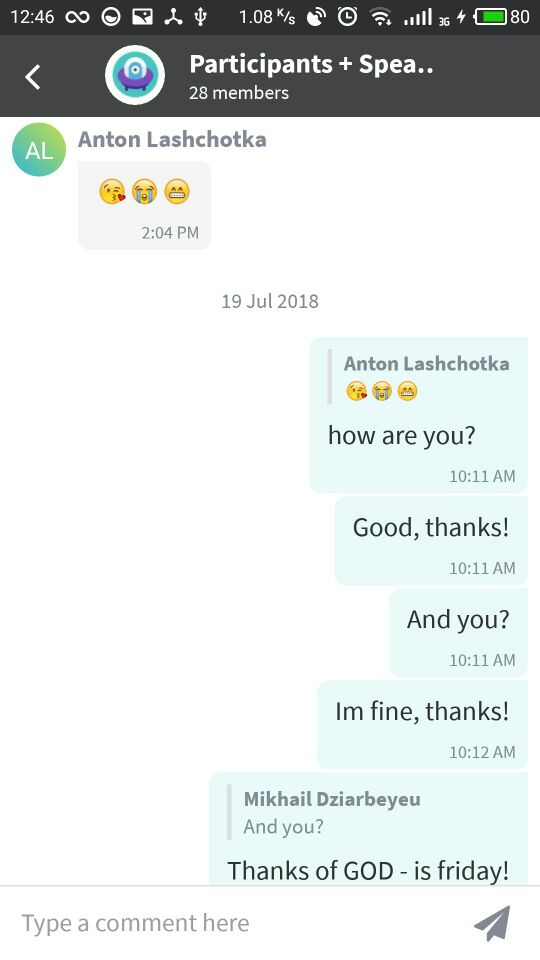 12:46 1.08 K/s 3G 80
Participants + Spea..
28 members
AL
Anton Lashchotka
😘😭😁
2:04 PM
19 Jul 2018
Anton Lashchotka
😘😭😁
how are you?
10:11 AM
Good, thanks!
10:11 AM
And you?
10:11 AM
Im fine, thanks!
10:12 AM
Mikhail Dziarbeyeu
And you?
Thanks of GOD - is friday!
Type a comment here